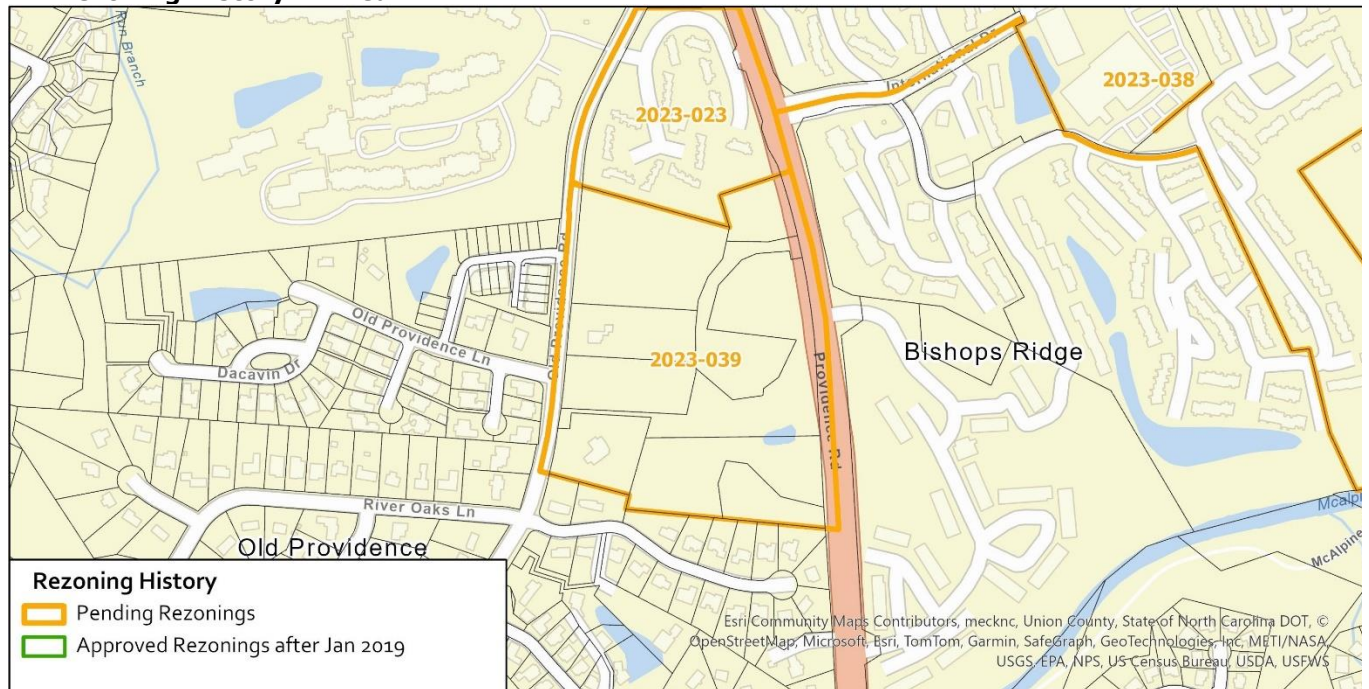 Run Branch
International Dr
2023-038
2023-023
Old Providence Rd
Old Providence Ln
Dacavin Dr
2023-039
Providence Rd
Bishops Ridge
River Oaks Ln
Old Providence
Mcalpi
McAlpine
Rezoning History
Pending Rezonings
Approved Rezonings after Jan 2019
Esri Community Maps Contributors, mecknc, Union County, State of North Carolina DOT, ©
OpenStreetMap, Microsoft, Esri, TomTom, Garmin, SafeGraph, GeoTechnologies, Inc, METI/NASA,
USGS, EPA, NPS, US Census Bureau, USDA, USFWS